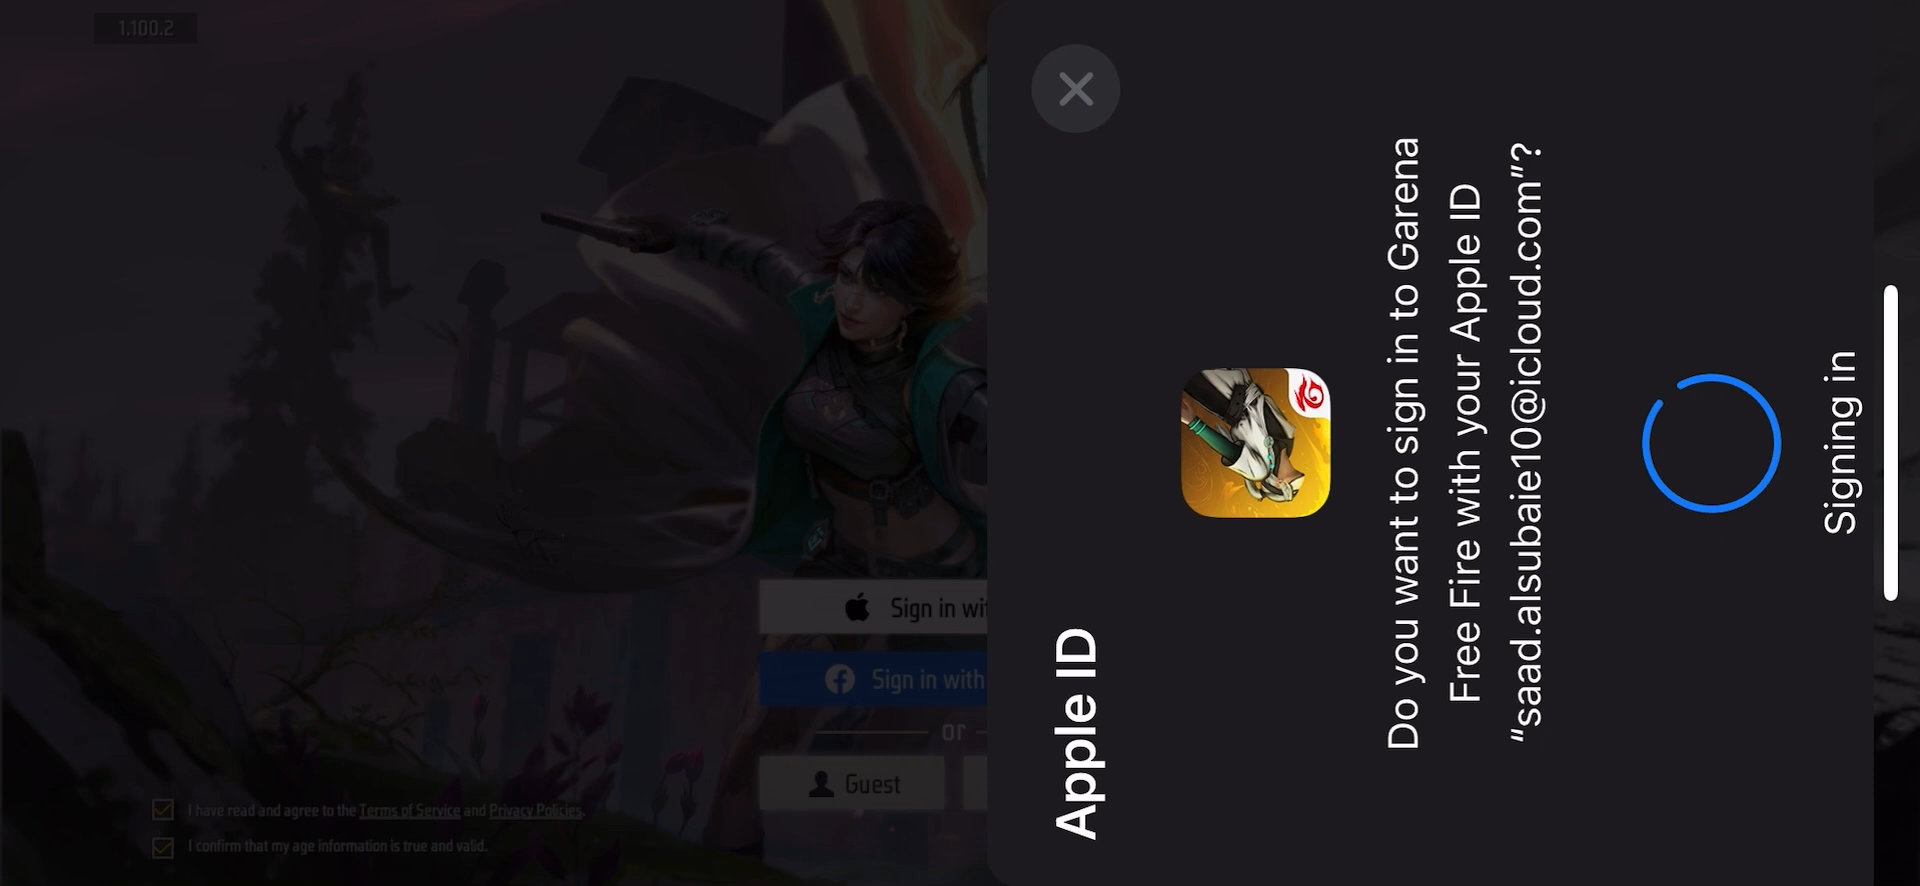 1.100.2
Sign in wit
Sign in with
or
Guest
I have read and agree to the Terms of Service and Privacy Policies.
I confirm that my age information is true and valid.
Apple ID
Do you want to sign in to Garena
Free Fire with your Apple ID
"saad.alsubaie10@icloud.com"?
Signing in